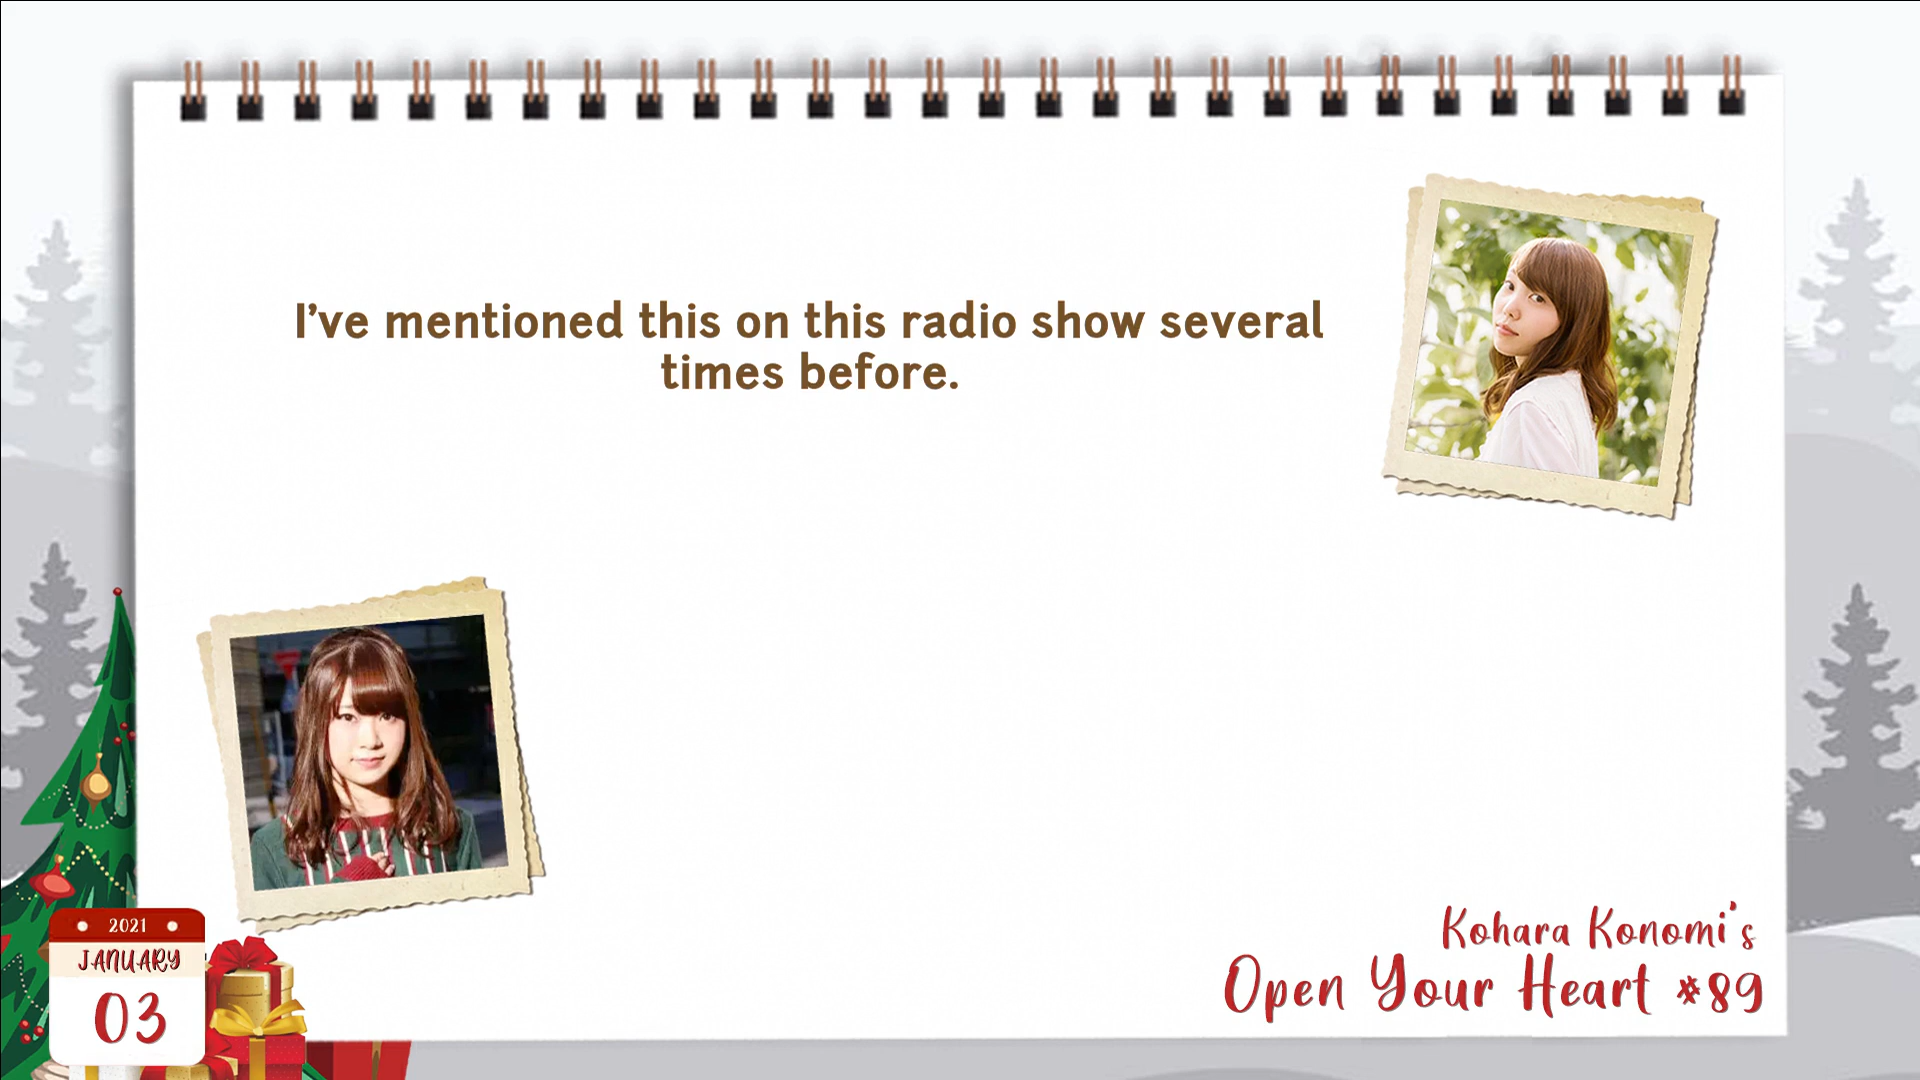 I've mentioned this on this radio show several
times before.
2021
JANUARY
03
Kohara Konomi's
Open Your Heart #89